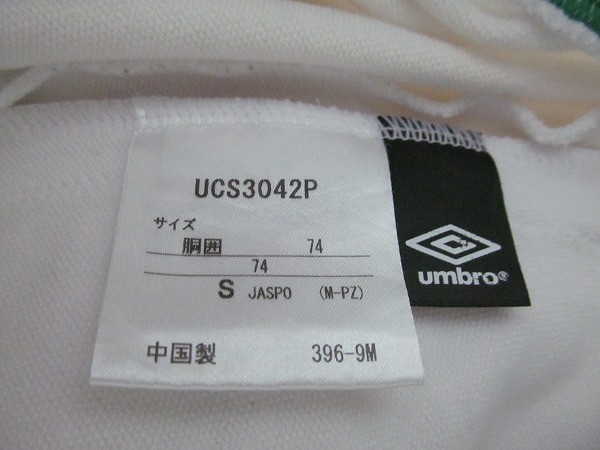 UCS3042P
サイズ
胴囲 74
74
S JASPO (M-PZ)
中国製 396-9M
umbro